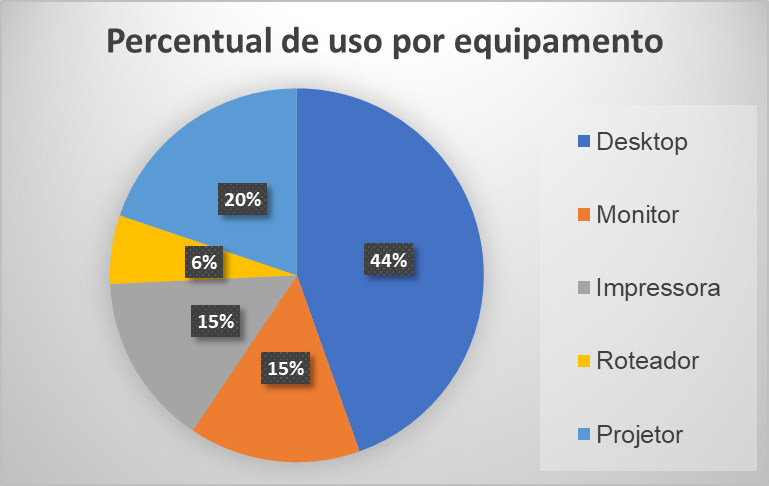 Percentual de uso por equipamento
20%
44%
6%
15%
15%
Desktop
Monitor
Impressora
Roteador
Projetor